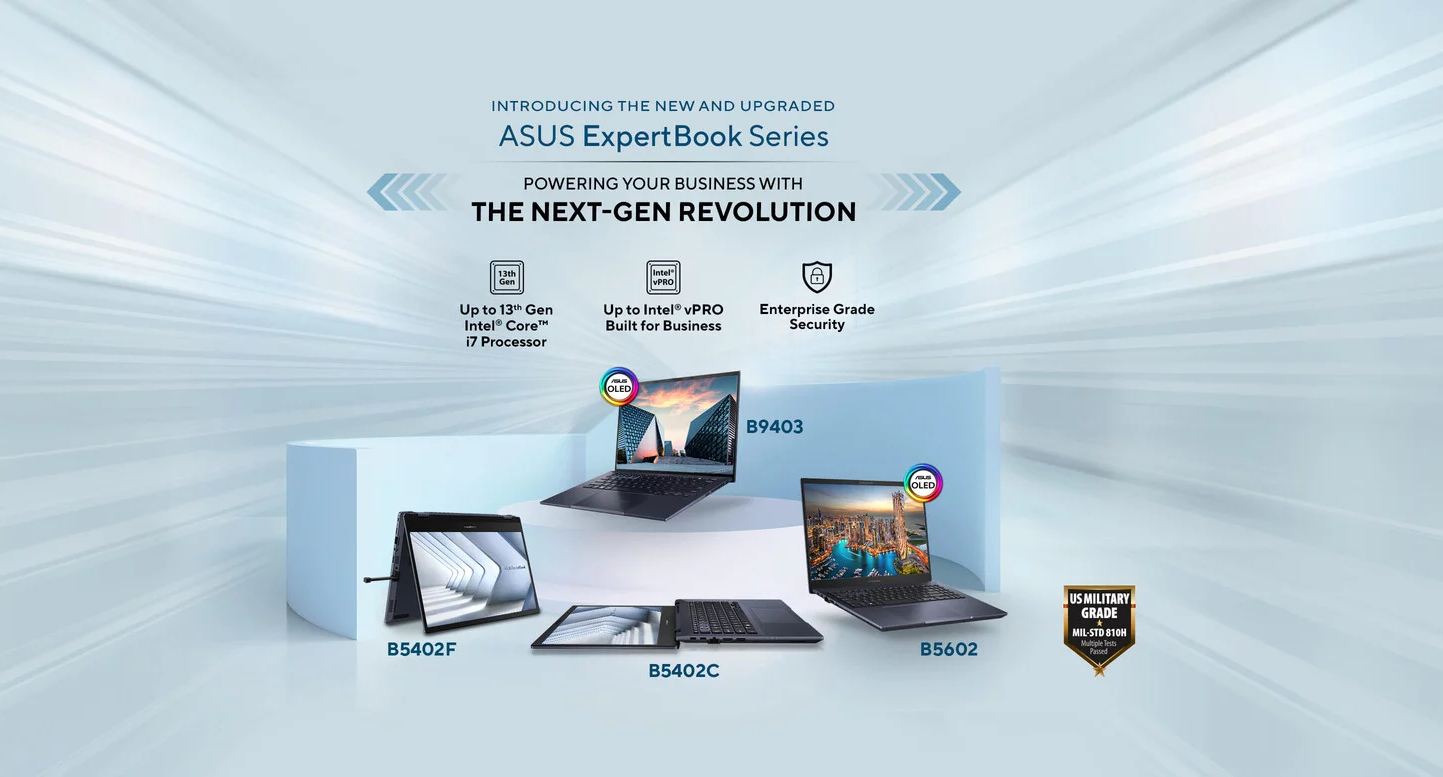 INTRODUCING THE NEW AND UPGRADED
ASUS ExpertBook Series
POWERING YOUR BUSINESS WITH
THE NEXT-GEN REVOLUTION
13th
Gen
Up to 13th Gen
Intel® Core™
i7 Processor
Intel®
vPRO
Up to Intel® vPRO
Built for Business
Enterprise Grade
Security
ASUS
OLED
B9403
ASUS
OLED
B5402F
B5402C
B5602
US MILITARY
GRADE
MIL-STD 810H
Multiple Tests
Passed